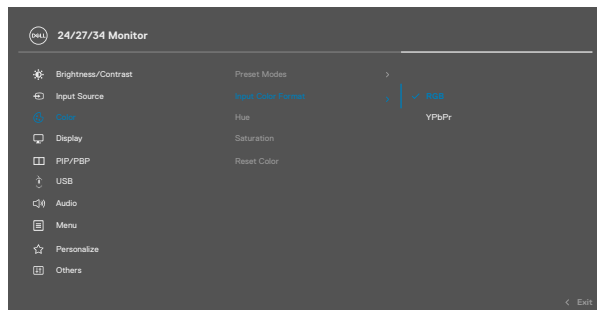 DELL
24/27/34 Monitor
Brightness/Contrast
Preset Modes
Input Source
Input Color Format
RGB
Color
Hue
YPbPr
Display
Saturation
PIP/PBP
Reset Color
USB
Audio
Menu
Personalize
Others
Exit